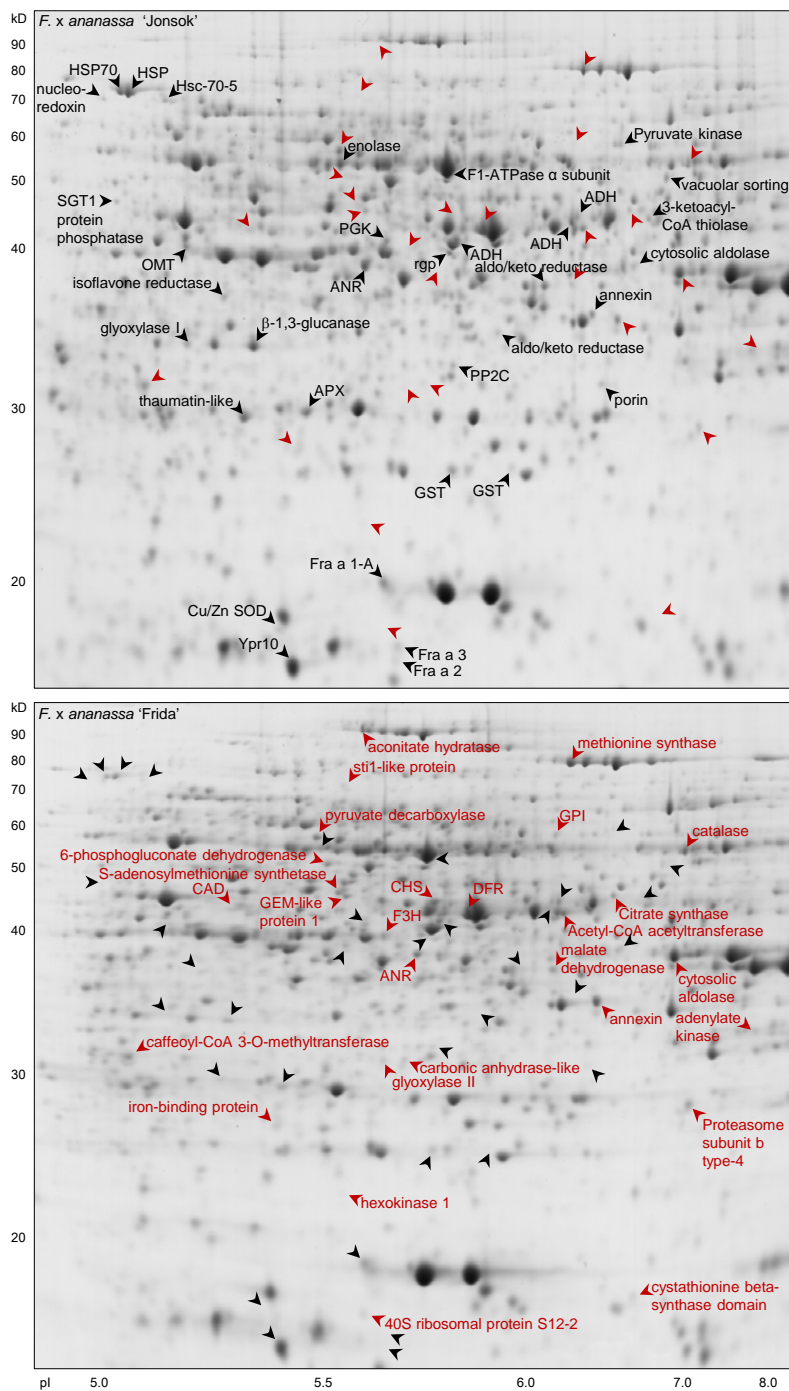 kD
F. x ananassa ‘Jonsok’
90
80
HSP70
HSP
Hsc-70-5
nucleo-
redoxin
70
60
enolase
Pyruvate kinase
F1-ATPase α subunit
50
vacuolar sorting
SGT1
protein
phosphatase
ADH
3-ketoacyl-
CoA thiolase
PGK
ADH
40
OMT
rgp
ADH
cytosolic aldolase
aldo/keto reductase
isoflavone reductase
ANR
annexin
glyoxylase I
β-1,3-glucanase
aldo/keto reductase
PP2C
APX
porin
30
thaumatin-like
GST
GST
Fra a 1-A
20
Cu/Zn SOD
Ypr10
Fra a 3
Fra a 2
kD
F. x ananassa ‘Frida’
90
aconitate hydratase
methionine synthase
80
sti1-like protein
70
pyruvate decarboxylase
GPI
60
catalase
6-phosphogluconate dehydrogenase
50
S-adenosylmethionine synthetase
CAD
CHS
DFR
GEM-like
protein 1
F3H
Citrate synthase
Acetyl-CoA acetyltransferase
40
malate
dehydrogenase
ANR
cytosolic
aldolase
annexin
adenylate
kinase
caffeoyl-CoA 3-O-methyltransferase
carbonic anhydrase-like
30
glyoxylase II
iron-binding protein
Proteasome
subunit b
type-4
hexokinase 1
20
cystathionine beta-
synthase domain
40S ribosomal protein S12-2
pI
5.0
5.5
6.0
7.0
8.0